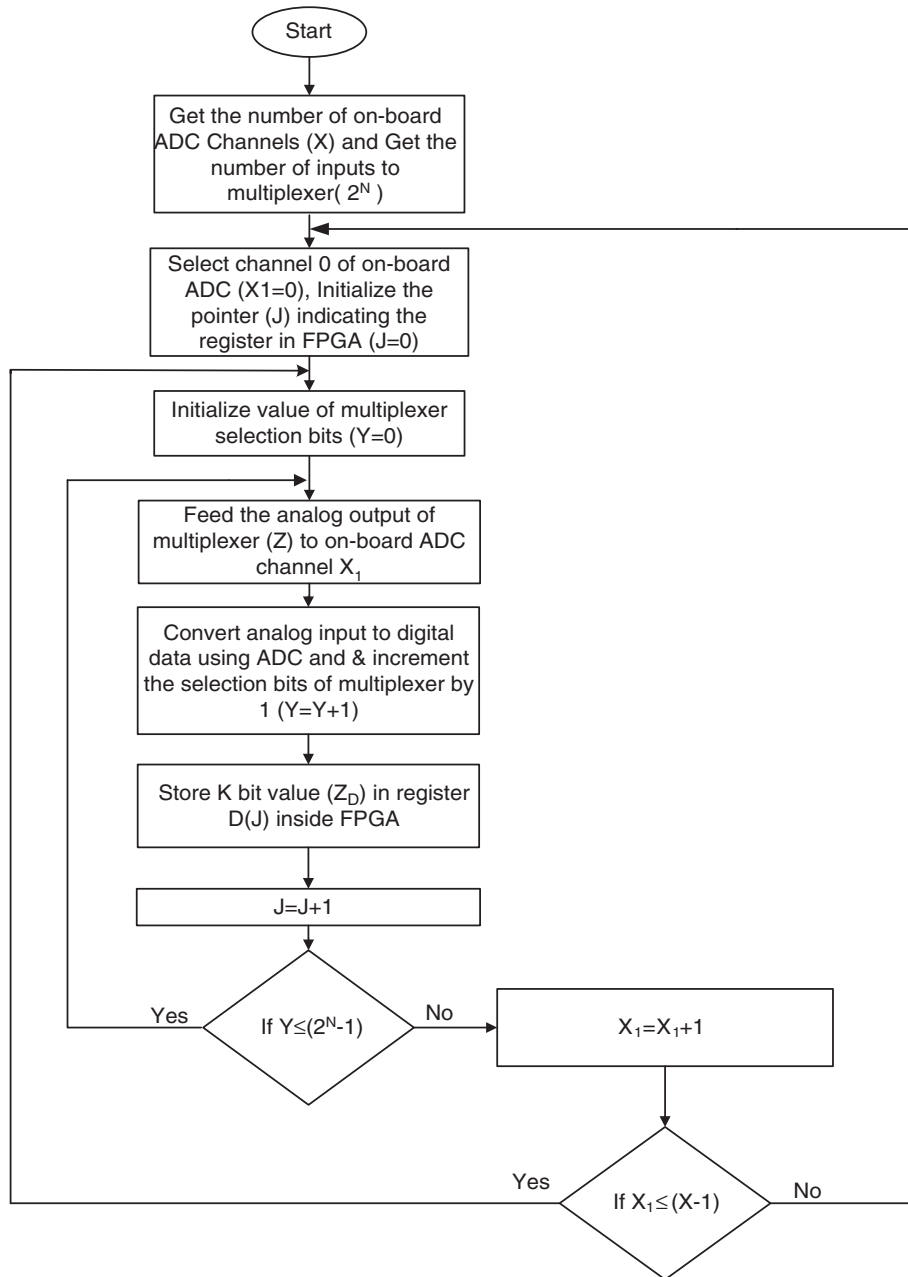 Start
Get the number of on-board
ADC Channels (X) and Get the
number of inputs to
multiplexer( 2ᴺ )
Select channel 0 of on-board
ADC (X1=0), Initialize the
pointer (J) indicating the
register in FPGA (J=0)
Initialize value of multiplexer
selection bits (Y=0)
Feed the analog output of
multiplexer (Z) to on-board ADC
channel X₁
Convert analog input to digital
data using ADC and & increment
the selection bits of multiplexer by
1 (Y=Y+1)
Store K bit value (Z_D) in register
D(J) inside FPGA
J=J+1
Yes
If Y≤(2ᴺ-1)
No
X₁=X₁+1
Yes
If X₁≤(X-1)
No